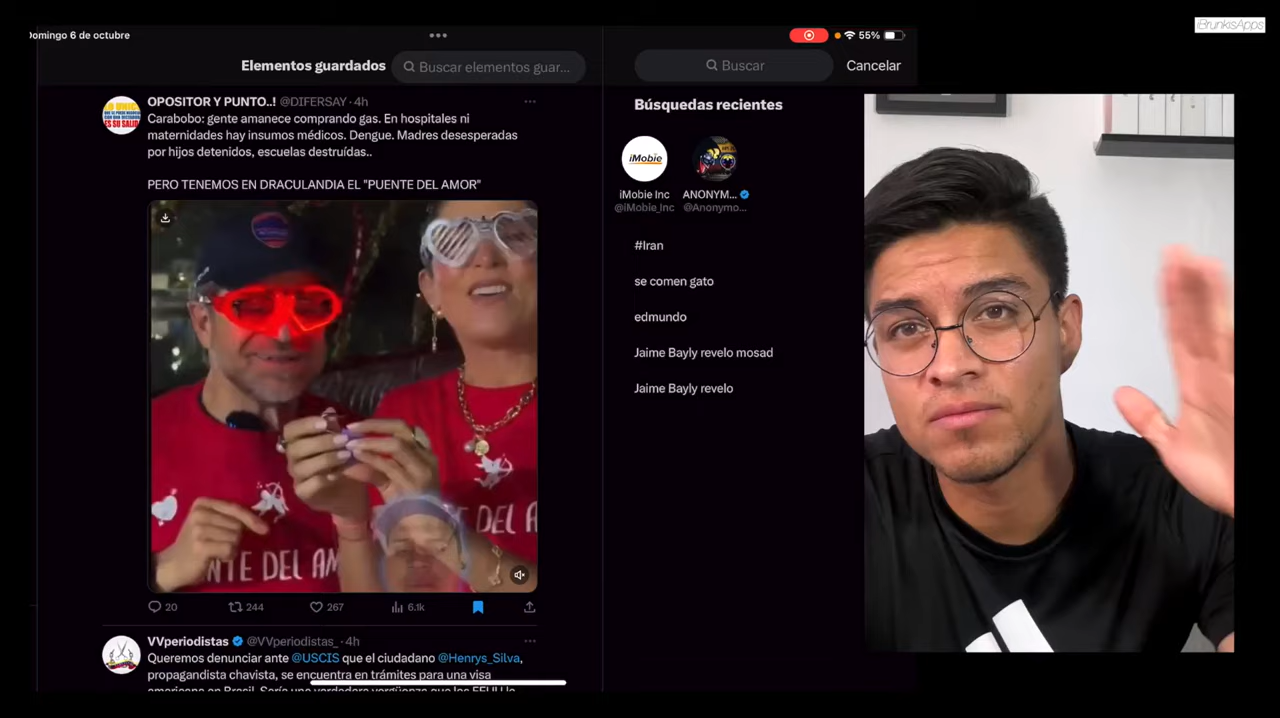 iBrunkisApps
Domingo 6 de octubre
55%
Elementos guardados
Buscar elementos guar...
Buscar
Cancelar
OPOSITOR Y PUNTO..! @DIFERSAY · 4h
Carabobo: gente amanece comprando gas. En hospitales ni
maternidades hay insumos médicos. Dengue. Madres desesperadas
por hijos detenidos, escuelas destruídas..
PERO TENEMOS EN DRACULANDIA EL "PUENTE DEL AMOR"
NTE DEL AM
DEL A
20
244
267
6.1k
VVperiodistas @VVperiodistas_ · 4h
Queremos denunciar ante @USCIS que el ciudadano @Henrys_Silva,
propagandista chavista, se encuentra en trámites para una visa
Búsquedas recientes
iMobie
iMobie Inc
@iMobie_Inc
ANONYM...
@Anonymo...
#Iran
se comen gato
edmundo
Jaime Bayly revelo mosad
Jaime Bayly revelo